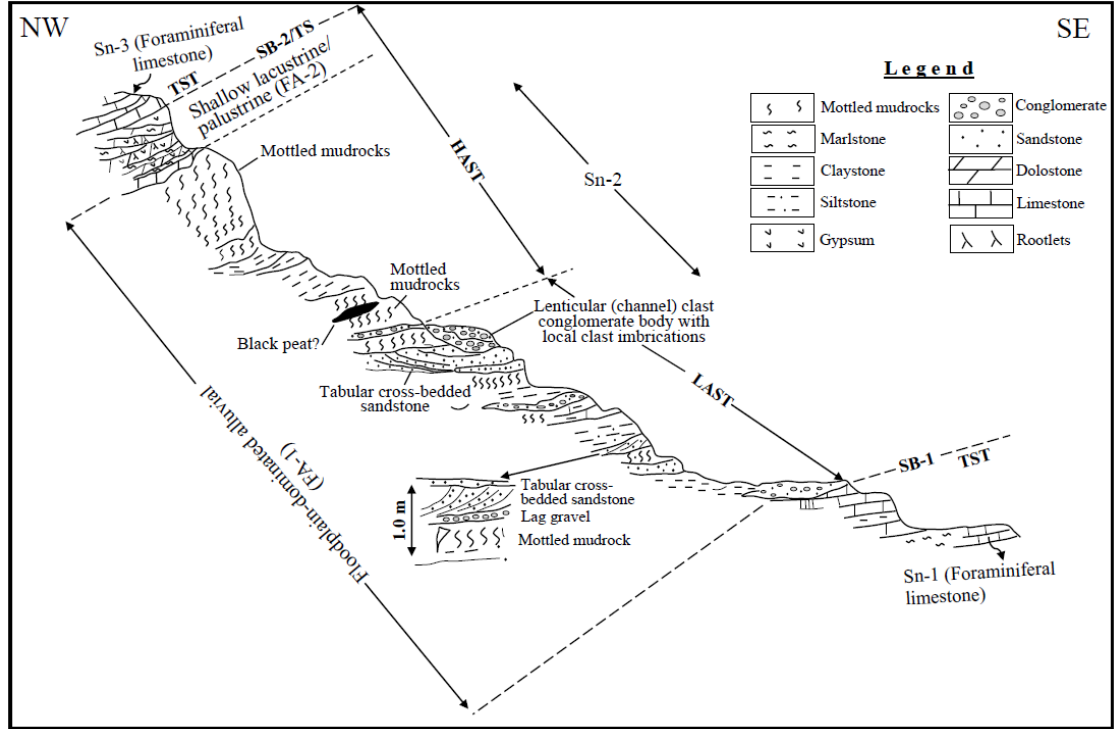 NW
SE
Sn-3 (Foraminiferal
limestone)
TST
SB-2/TS
Shallow lacustrine/
palustrine (FA-2)
Mottled mudrocks
HAST
Sn-2
Legend
Mottled mudrocks
Marlstone
Claystone
Siltstone
Gypsum
Conglomerate
Sandstone
Dolostone
Limestone
Rootlets
Mottled
mudrocks
Black peat?
Lenticular (channel) clast
conglomerate body with
local clast imbrications
Tabular cross-bedded
sandstone
LAST
SB-1
TST
Floodplain-dominated alluvial
(FA-1)
1.0 m
Tabular cross-
bedded sandstone
Lag gravel
Mottled mudrock
Sn-1 (Foraminiferal
limestone)